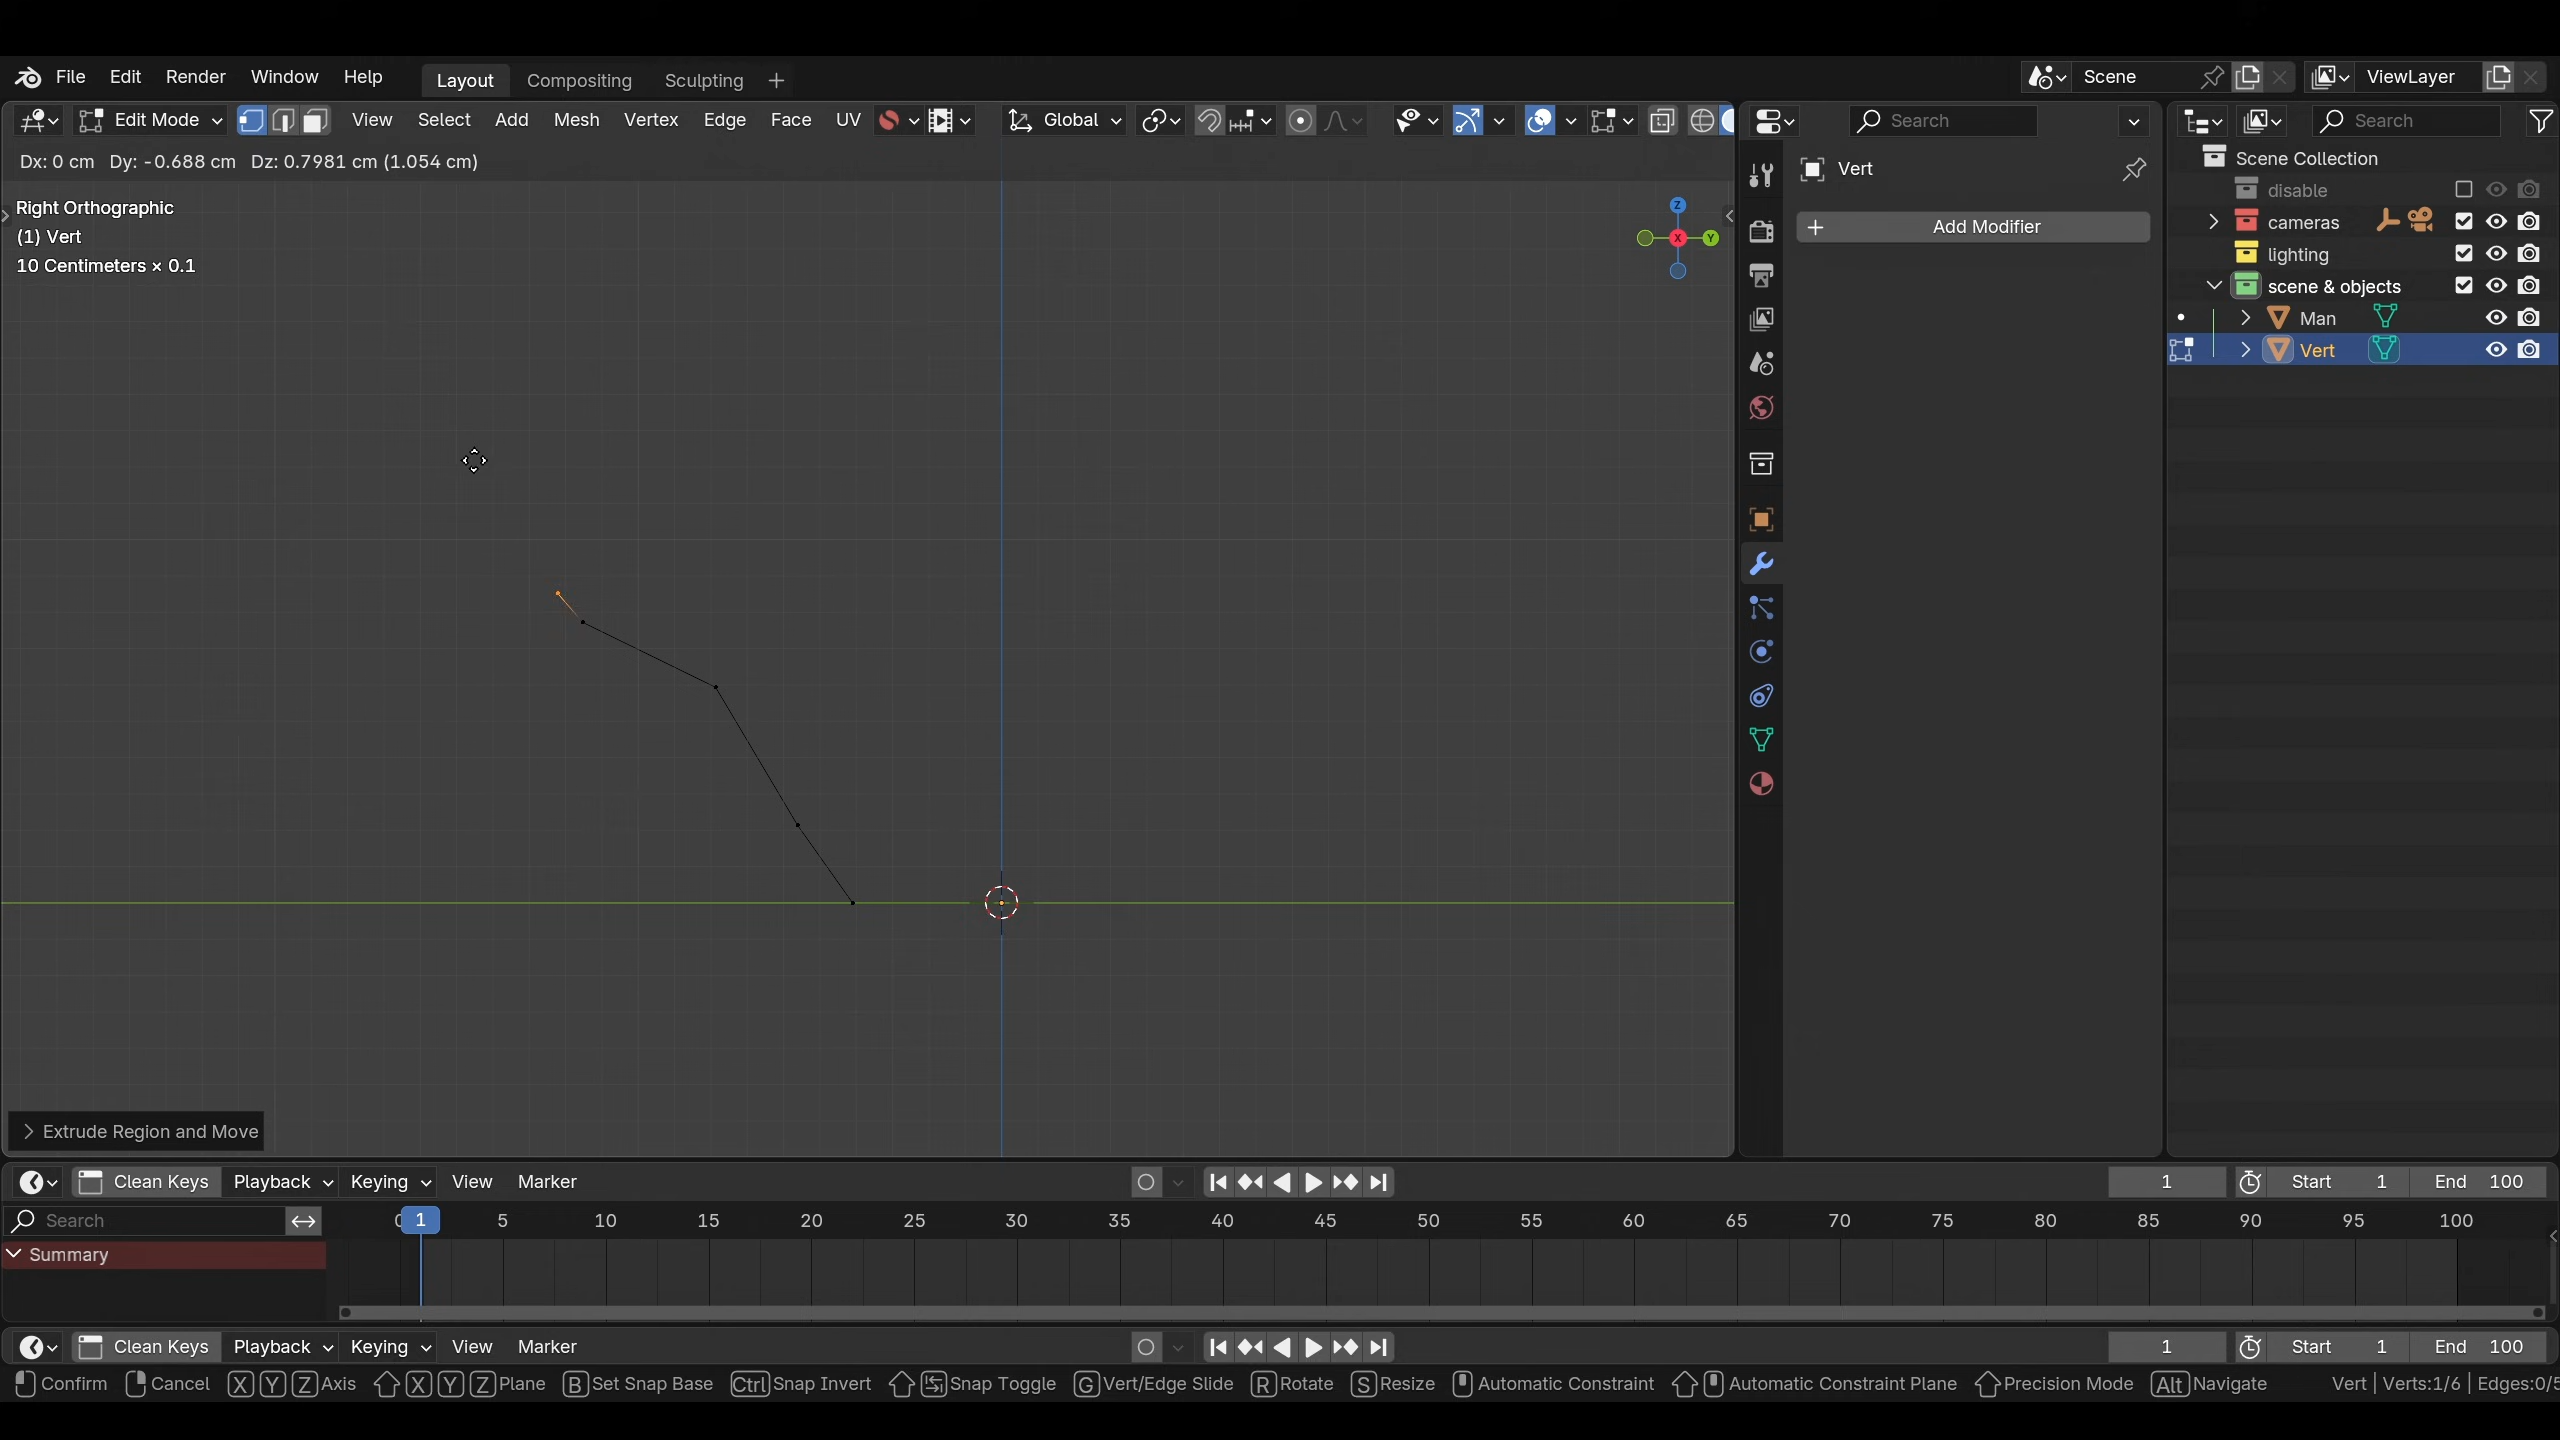 File Edit Render Window Help Layout Compositing Sculpting Scene ViewLayer
Edit Mode View Select Add Mesh Vertex Edge Face UV Global Search Search
Dx: 0 cm Dy: -0.688 cm Dz: 0.7981 cm (1.054 cm)
Right Orthographic
(1) Vert
10 Centimeters × 0.1
Z
X
Y
Vert
Add Modifier
Scene Collection
disable
cameras
lighting
scene & objects
Man
Vert
Extrude Region and Move
Clean Keys Playback Keying View Marker 1 Start 1 End 100
Search 1 5 10 15 20 25 30 35 40 45 50 55 60 65 70 75 80 85 90 95 100
Summary
Clean Keys Playback Keying View Marker 1 Start 1 End 100
Confirm Cancel X Y Z Axis X Y Z Plane B Set Snap Base Ctrl Snap Invert Snap Toggle G Vert/Edge Slide R Rotate S Resize Automatic Constraint Automatic Constraint Plane Precision Mode Alt Navigate Vert | Verts:1/6 | Edges:0/5